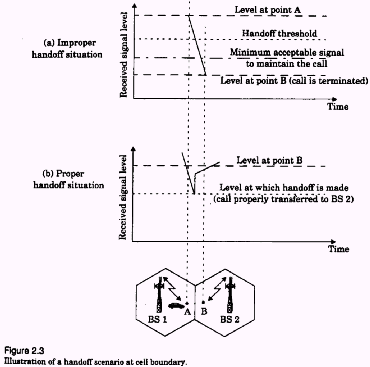 (a) Improper
handoff situation
Received signal level
Level at point A
Handoff threshold
Minimum acceptable signal
to maintain the call
Level at point B (call is terminated)
Time
(b) Proper
handoff situation
Received signal level
Level at point B
Level at which handoff is made
(call properly transferred to BS 2)
Time
BS 1
A
B
BS 2
Figure 2.3
Illustration of a handoff scenario at cell boundary.